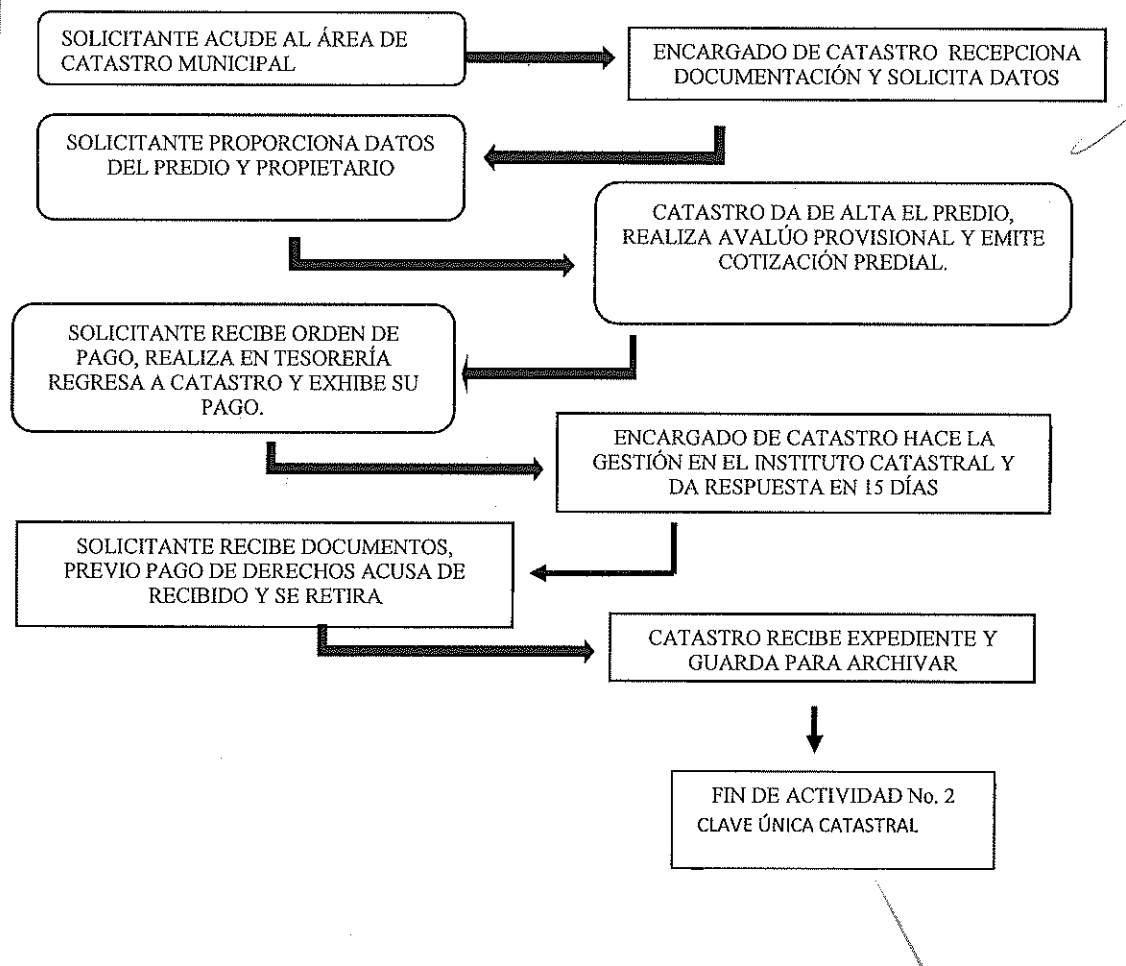 SOLICITANTE ACUDE AL ÁREA DE
CATASTRO MUNICIPAL
ENCARGADO DE CATASTRO RECEPCIONA
DOCUMENTACIÓN Y SOLICITA DATOS
SOLICITANTE PROPORCIONA DATOS
DEL PREDIO Y PROPIETARIO
CATASTRO DA DE ALTA EL PREDIO,
REALIZA AVALÚO PROVISIONAL Y EMITE
COTIZACIÓN PREDIAL.
SOLICITANTE RECIBE ORDEN DE
PAGO, REALIZA EN TESORERÍA
REGRESA A CATASTRO Y EXHIBE SU
PAGO.
ENCARGADO DE CATASTRO HACE LA
GESTIÓN EN EL INSTITUTO CATASTRAL Y
DA RESPUESTA EN 15 DÍAS
SOLICITANTE RECIBE DOCUMENTOS,
PREVIO PAGO DE DERECHOS ACUSA DE
RECIBIDO Y SE RETIRA
CATASTRO RECIBE EXPEDIENTE Y
GUARDA PARA ARCHIVAR
FIN DE ACTIVIDAD No. 2
CLAVE ÚNICA CATASTRAL